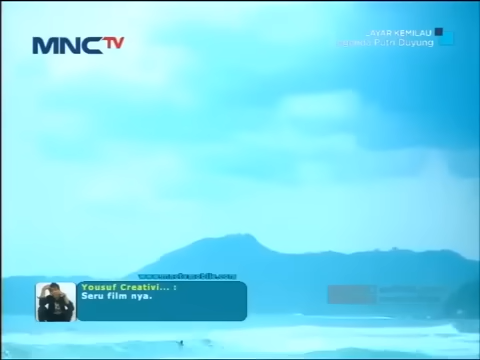 MNCTV
LAYAR KEMILAU
Legenda Putri Duyung
Yousuf Creativi... :
Seru film nya.